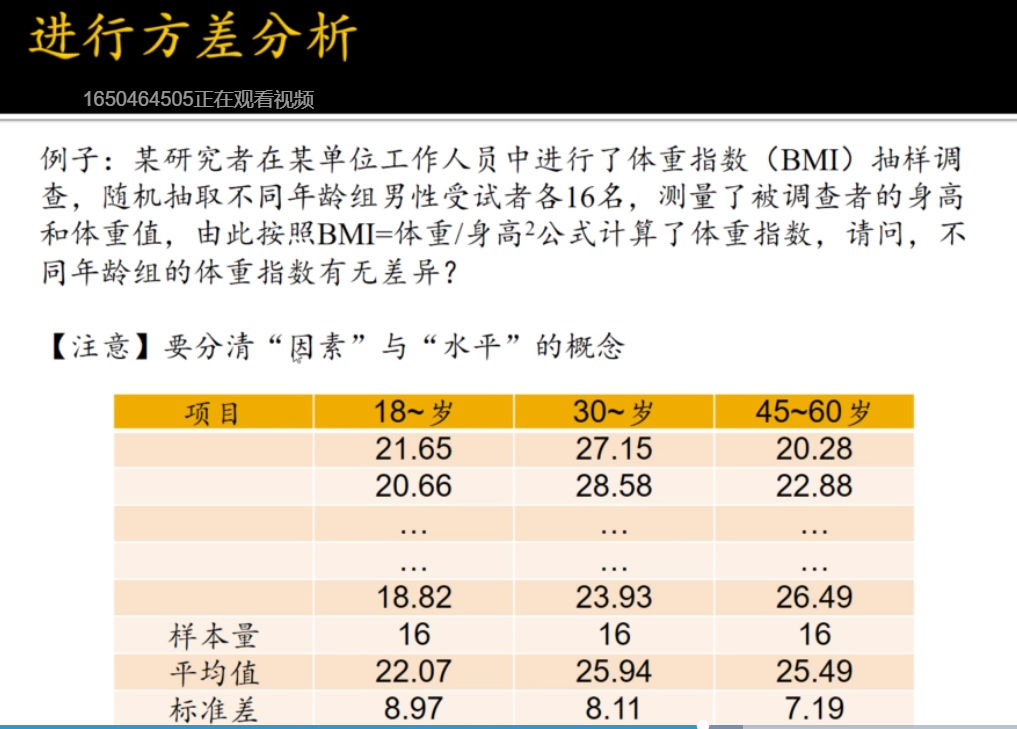 进行方差分析
1650464505正在观看视频
例子：某研究者在某单位工作人员中进行了体重指数（BMI）抽样调
查，随机抽取不同年龄组男性受试者各16名，测量了被调查者的身高
和体重值，由此按照BMI=体重/身高²公式计算了体重指数，请问，不
同年龄组的体重指数有无差异？
【注意】要分清“因素”与“水平”的概念
项目 18~岁 30~岁 45~60岁
21.65 27.15 20.28
20.66 28.58 22.88
… … …
… … …
18.82 23.93 26.49
样本量 16 16 16
平均值 22.07 25.94 25.49
标准差 8.97 8.11 7.19